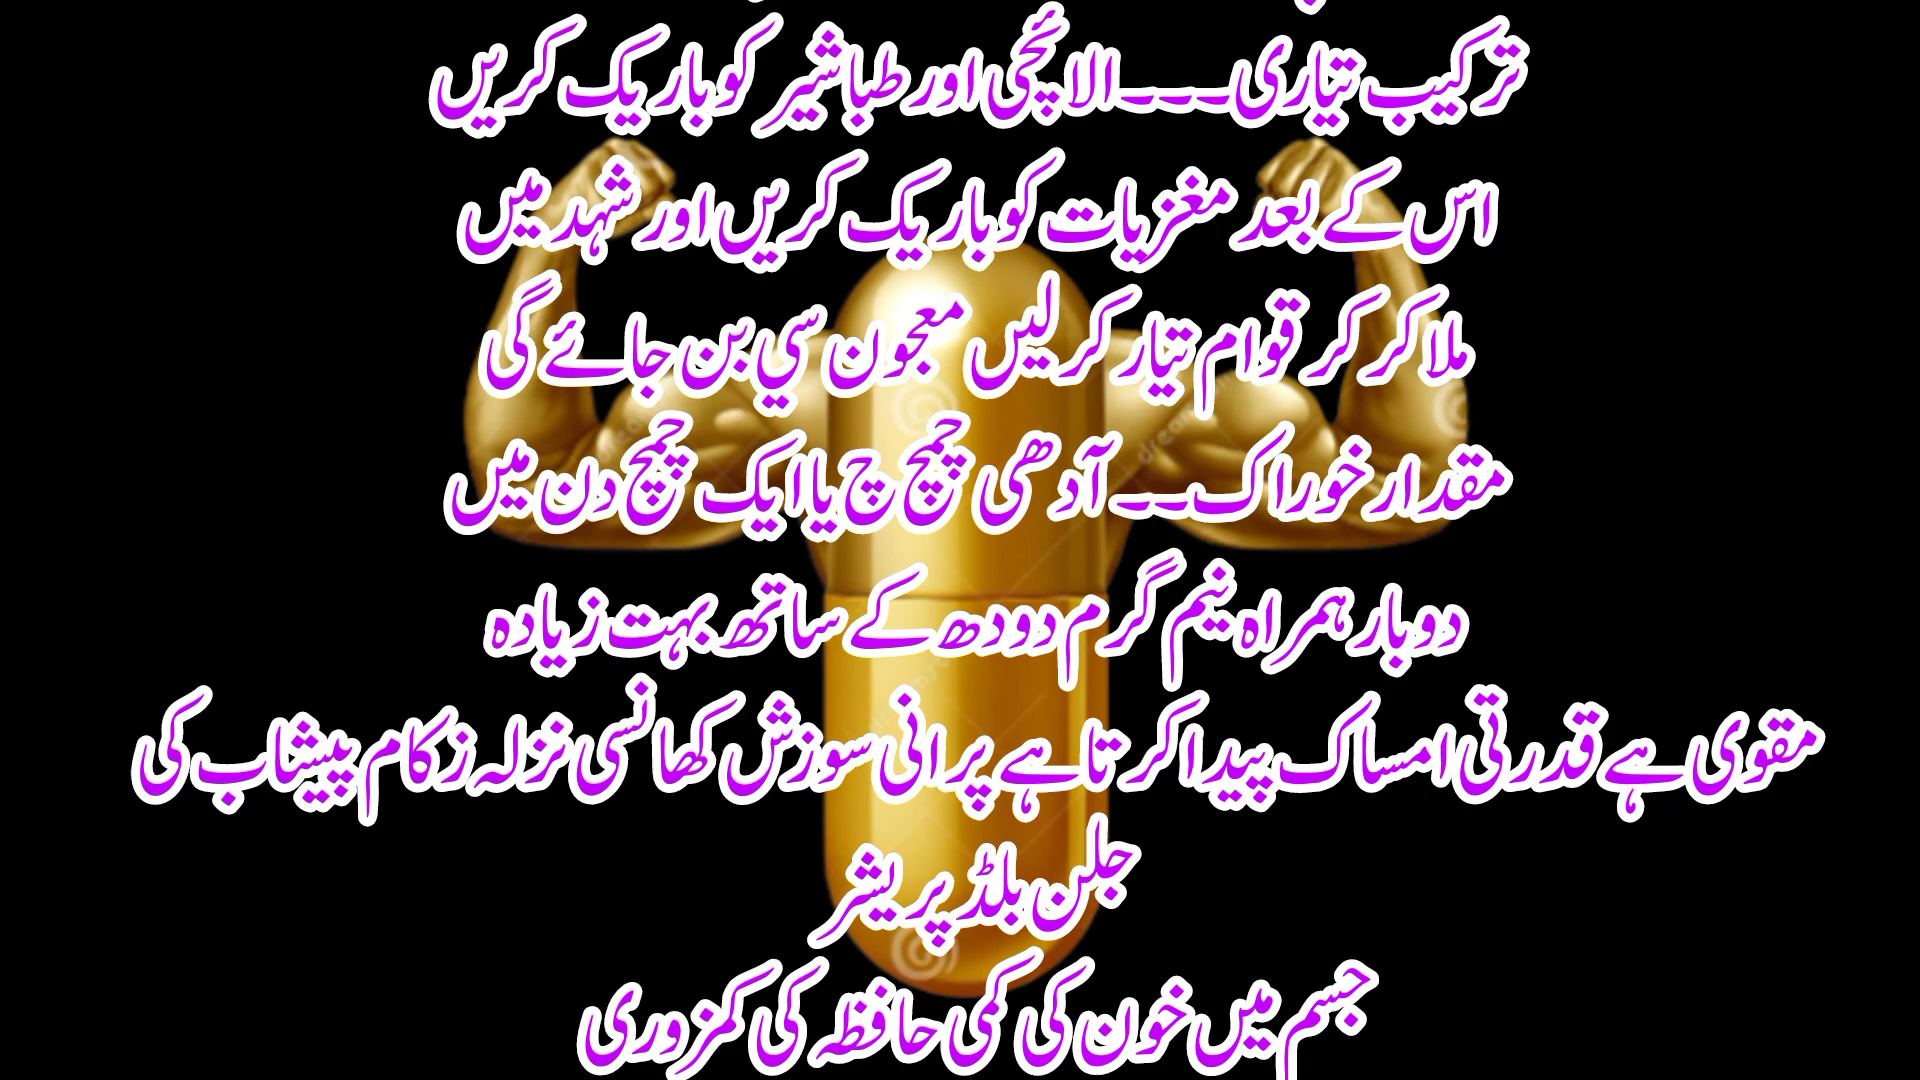 ترکیب تیاری۔۔۔الائچی اور طباشیر کو باریک کریں
اس کے بعد مغزیات کو باریک کریں اور شہد میں
ملا کر کر قوام تیار کر لیں معجون سی بن جائے گی
مقدار خوراک۔۔ آدھی چمچ چ یا ایک چمچ دن میں
دو بار ہمراہ نیم گرم دودھ کے ساتھ بہت زیادہ
مقوی ہے قدرتی امساک پیدا کرتا ہے پرانی سوزش کھانسی نزلہ زکام پیشاب کی
جلن بلڈ پریشر
جسم میں خون کی کمی حافظہ کی کمزوری